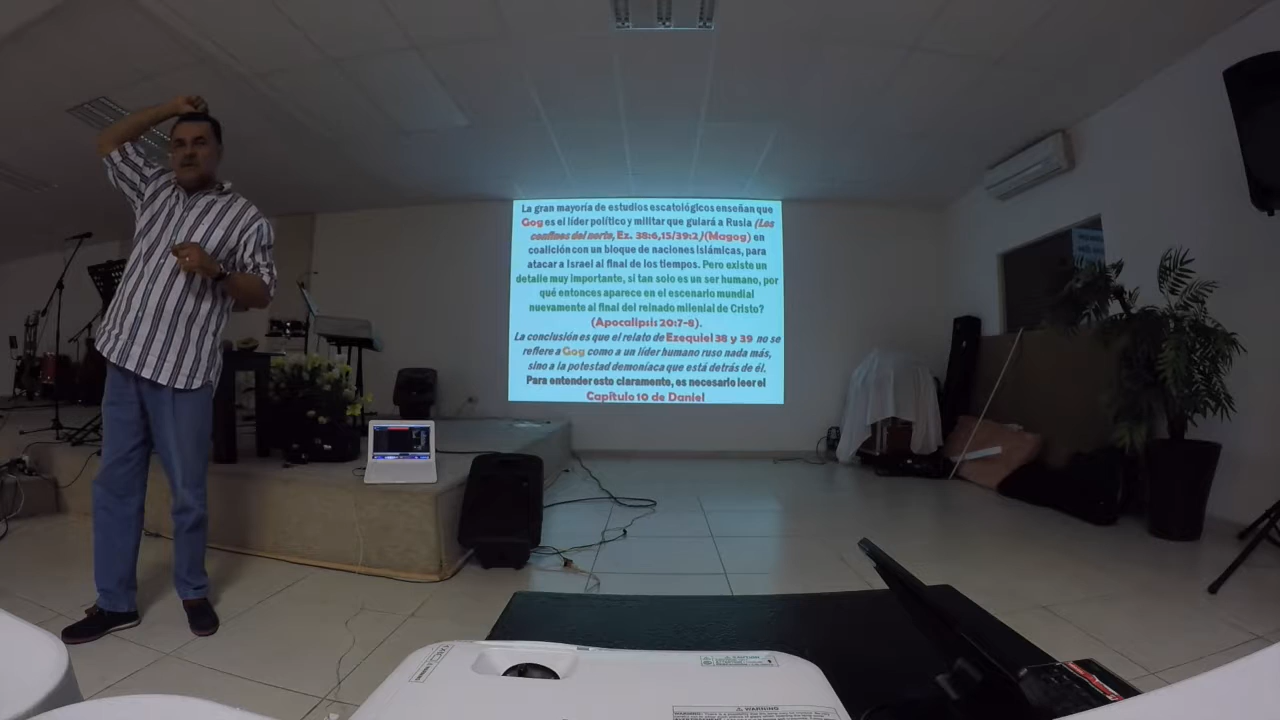 La gran mayoría de estudios escatológicos enseñan que
Gog es el líder político y militar que guiará a Rusia (Los
confines del norte, Ez. 38:6,15/39:2)(Magog) en
coalición con un bloque de naciones islámicas, para
atacar a Israel al final de los tiempos. Pero existe un
detalle muy importante, si tan solo es un ser humano, por
qué entonces aparece en el escenario mundial
nuevamente al final del reinado milenial de Cristo?
(Apocalipsis 20:7-8).
La conclusión es que el relato de Ezequiel 38 y 39 no se
refiere a Gog como a un líder humano ruso nada más,
sino a la potestad demoníaca que está detrás de él.
Para entender esto claramente, es necesario leer el
Capítulo 10 de Daniel
WARNING